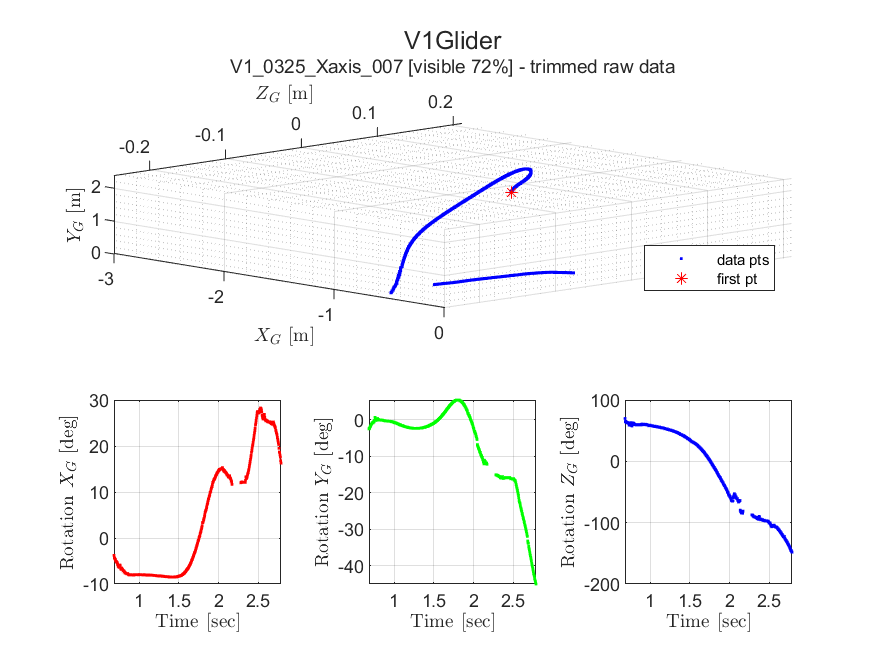 V1Glider
V1_0325_Xaxis_007 [visible 72%] - trimmed raw data
Z_G [m]
-0.2 -0.1 0 0.1 0.2
Y_G [m]
2
1
0
-3 -2 -1 0
X_G [m]
data pts
first pt
Rotation X_G [deg]
30
20
10
0
-10
1 1.5 2 2.5
Time [sec]
Rotation Y_G [deg]
0
-10
-20
-30
-40
1 1.5 2 2.5
Time [sec]
Rotation Z_G [deg]
100
0
-100
-200
1 1.5 2 2.5
Time [sec]